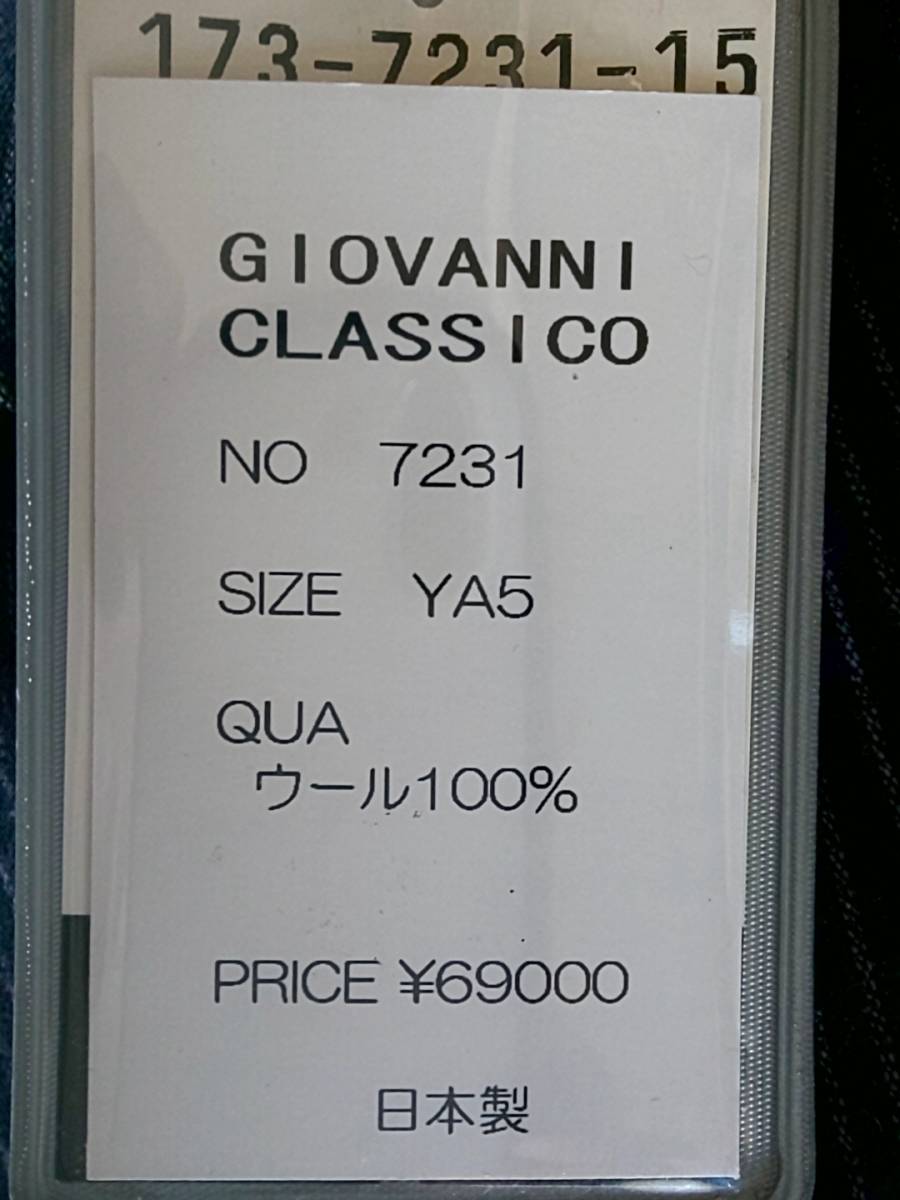 173-7231-15
GIOVANNI
CLASSICO
NO 7231
SIZE YA5
QUA
ウール100%
PRICE ¥69000
日本製